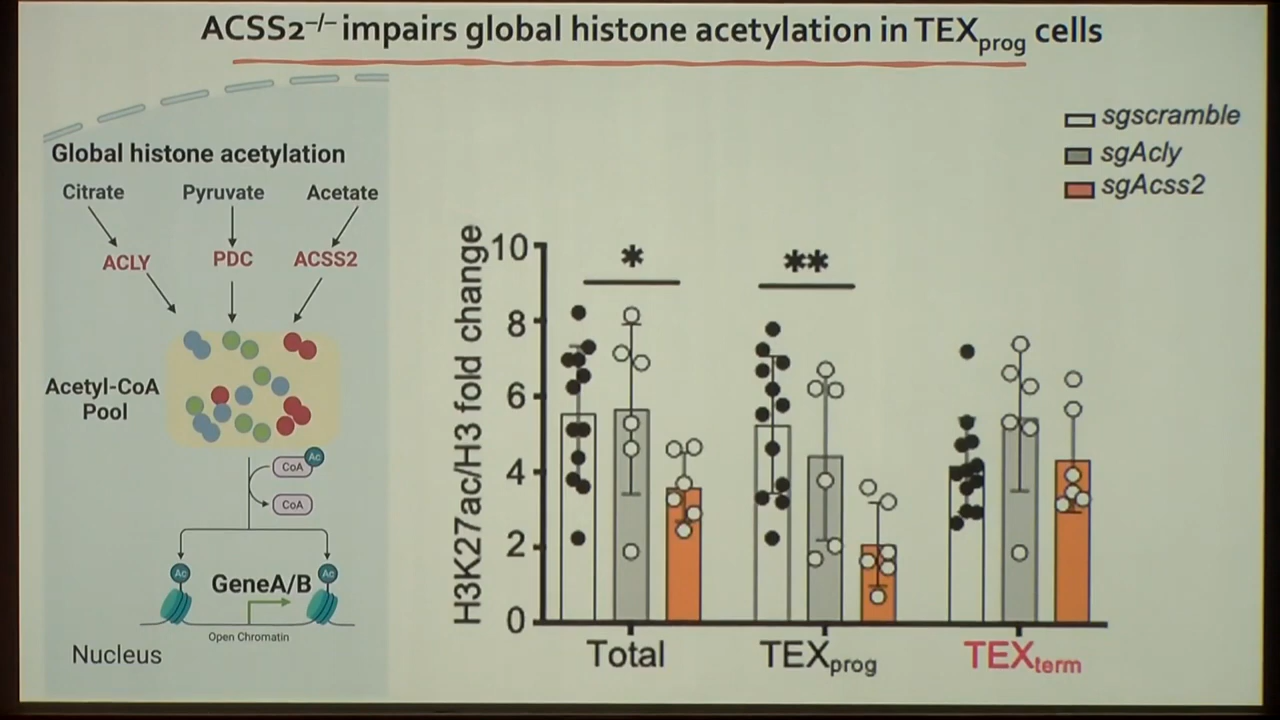 ACSS2–/– impairs global histone acetylation in TEXprog cells
Global histone acetylation
Citrate Pyruvate Acetate
ACLY PDC ACSS2
Acetyl-CoA
Pool
Ac
CoA
CoA
Ac GeneA/B Ac
Open Chromatin
Nucleus
sgscramble
sgAcly
sgAcss2
H3K27ac/H3 fold change
10
8
6
4
2
0
* **
Total TEXprog TEXterm